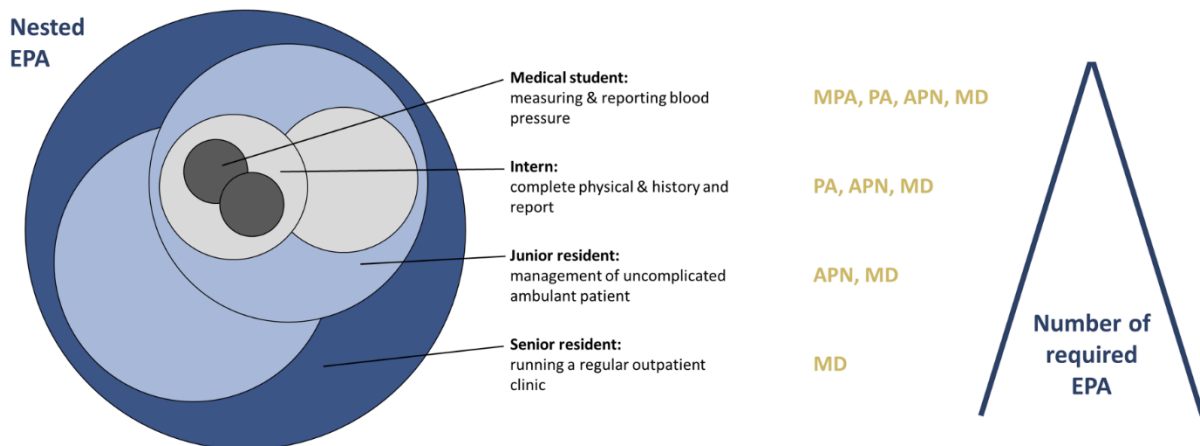 Nested
EPA
Medical student:
measuring & reporting blood
pressure
MPA, PA, APN, MD
Intern:
complete physical & history and
report
PA, APN, MD
Junior resident:
management of uncomplicated
ambulant patient
APN, MD
Senior resident:
running a regular outpatient
clinic
MD
Number of
required
EPA